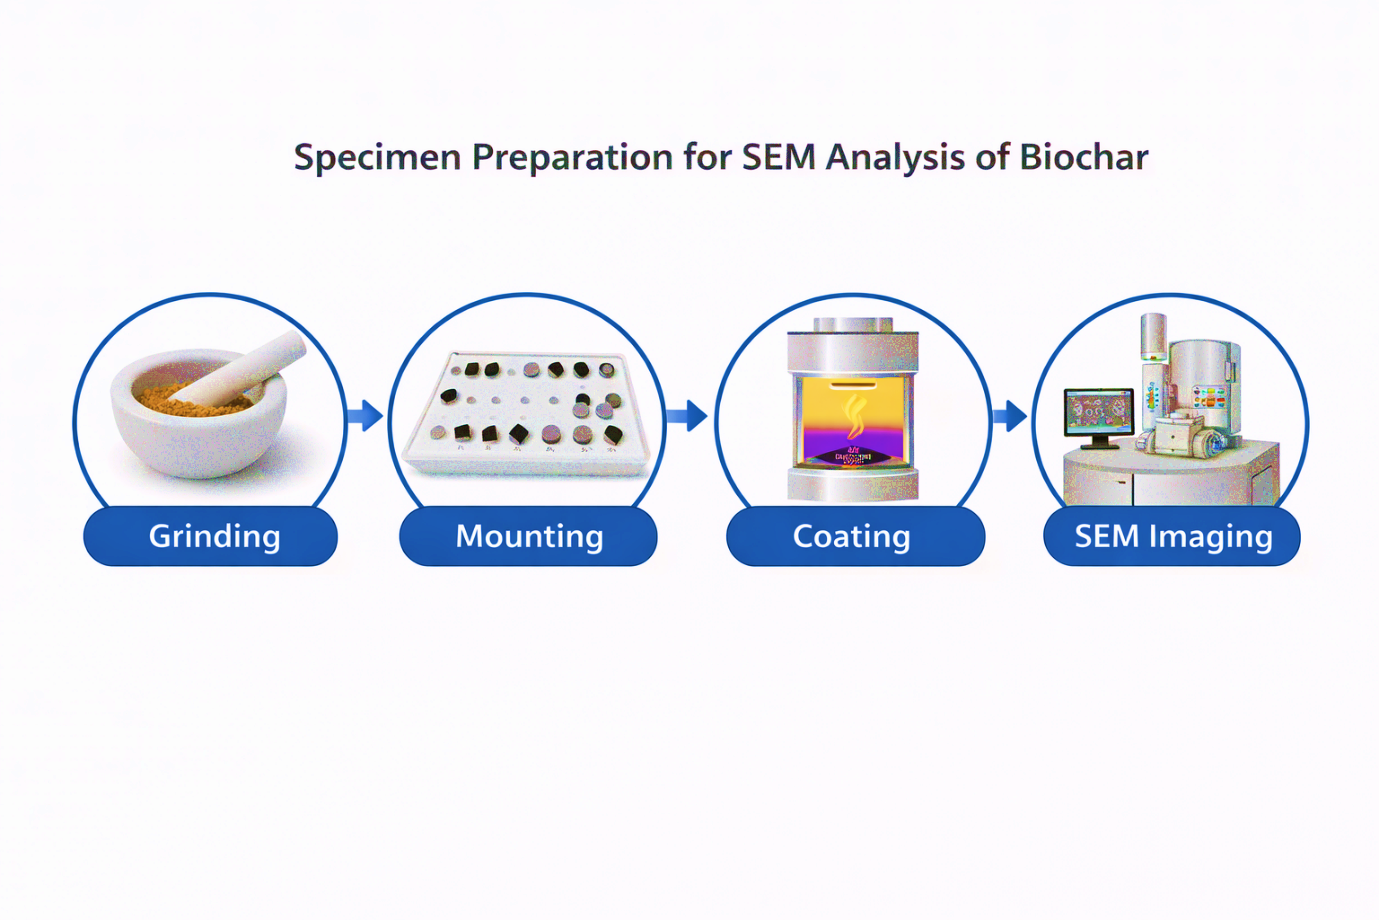 Specimen Preparation for SEM Analysis of Biochar
Grinding
Mounting
Coating
SEM Imaging